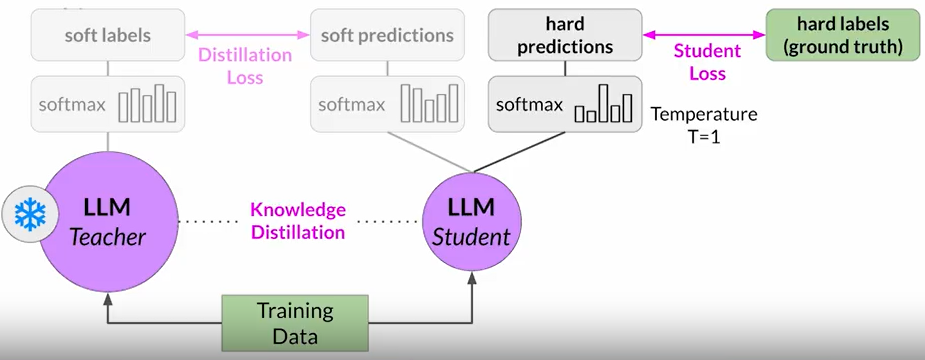 soft labels
Distillation
Loss
soft predictions
hard
predictions
Student
Loss
hard labels
(ground truth)
softmax
softmax
softmax
Temperature
T=1
LLM
Teacher
Knowledge
Distillation
LLM
Student
Training
Data